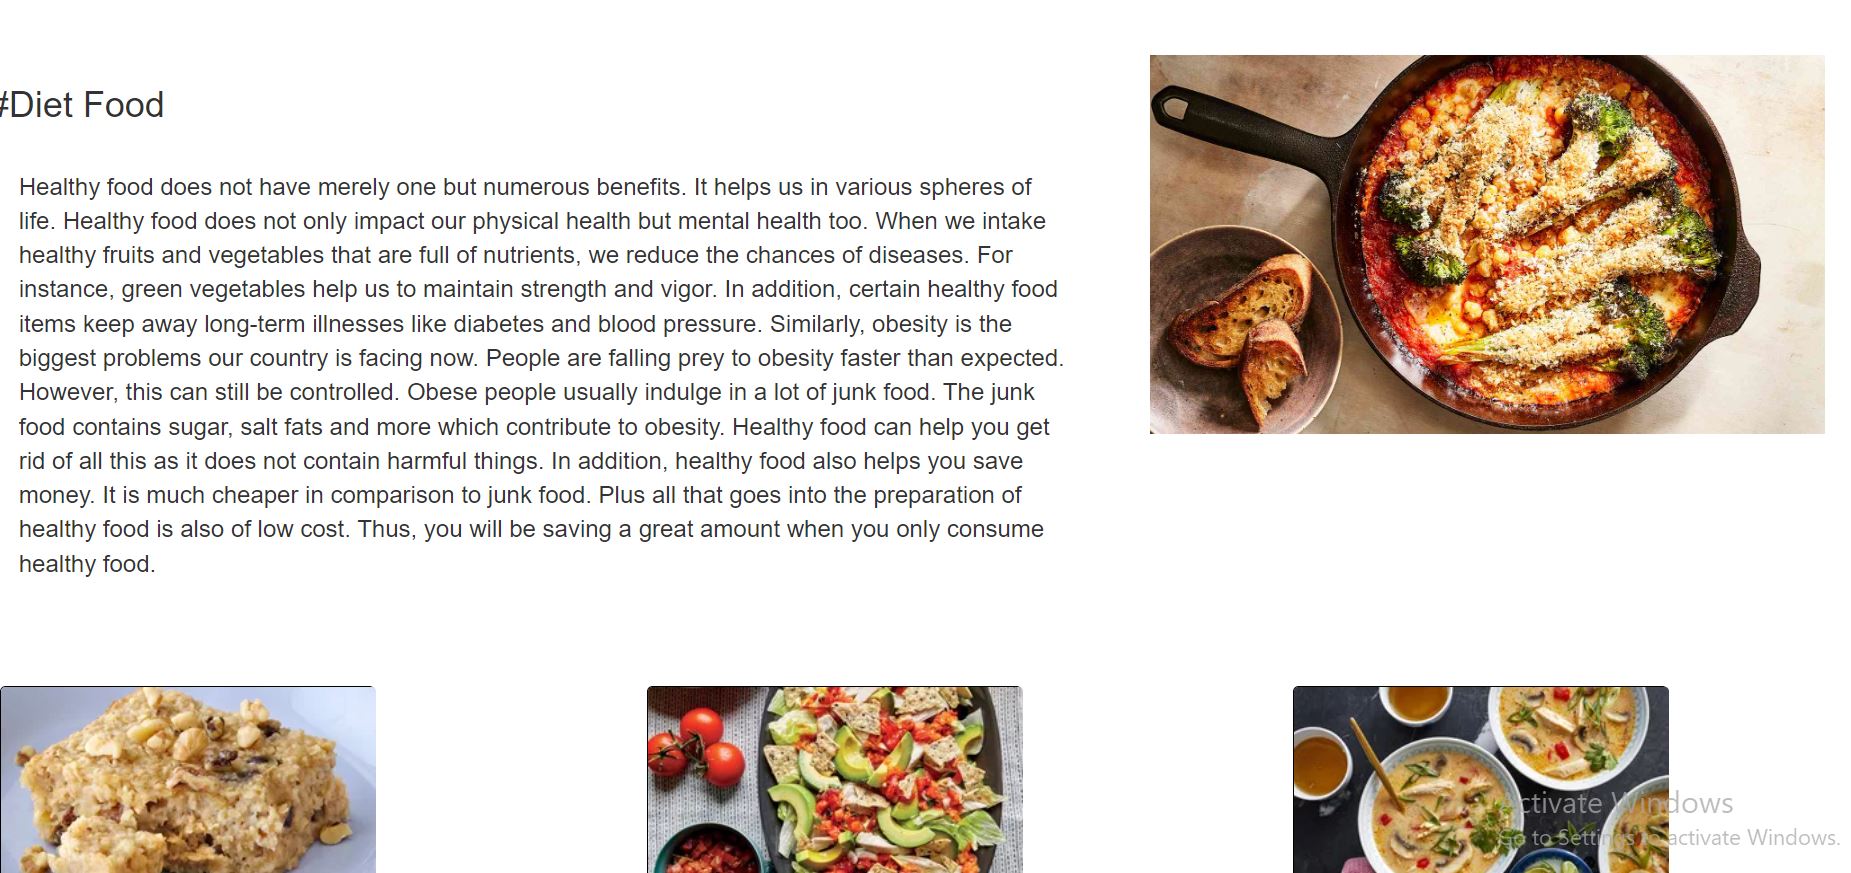 #Diet Food
Healthy food does not have merely one but numerous benefits. It helps us in various spheres of
life. Healthy food does not only impact our physical health but mental health too. When we intake
healthy fruits and vegetables that are full of nutrients, we reduce the chances of diseases. For
instance, green vegetables help us to maintain strength and vigor. In addition, certain healthy food
items keep away long-term illnesses like diabetes and blood pressure. Similarly, obesity is the
biggest problems our country is facing now. People are falling prey to obesity faster than expected.
However, this can still be controlled. Obese people usually indulge in a lot of junk food. The junk
food contains sugar, salt fats and more which contribute to obesity. Healthy food can help you get
rid of all this as it does not contain harmful things. In addition, healthy food also helps you save
money. It is much cheaper in comparison to junk food. Plus all that goes into the preparation of
healthy food is also of low cost. Thus, you will be saving a great amount when you only consume
healthy food.
Activate Windows
Go to Settings to activate Windows.